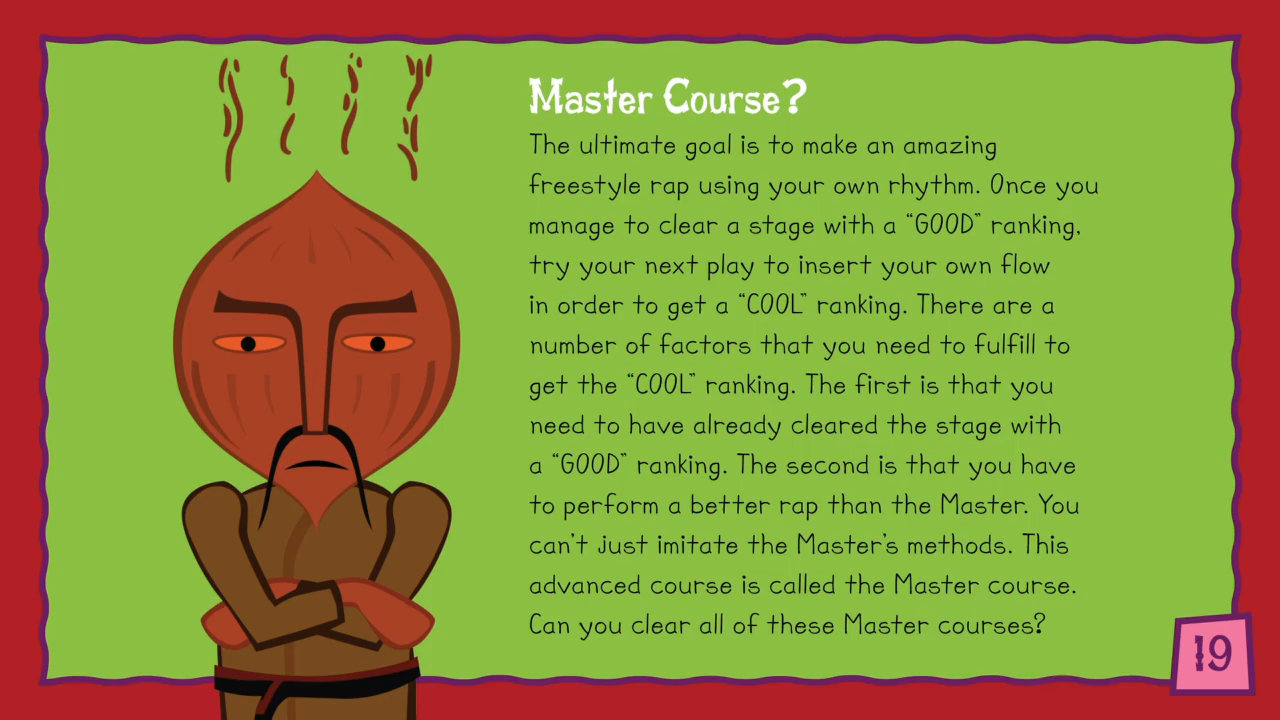 Master Course?
The ultimate goal is to make an amazing
freestyle rap using your own rhythm. Once you
manage to clear a stage with a “GOOD” ranking,
try your next play to insert your own flow
in order to get a “COOL” ranking. There are a
number of factors that you need to fulfill to
get the “COOL” ranking. The first is that you
need to have already cleared the stage with
a “GOOD” ranking. The second is that you have
to perform a better rap than the Master. You
can't just imitate the Master's methods. This
advanced course is called the Master course.
Can you clear all of these Master courses?
19